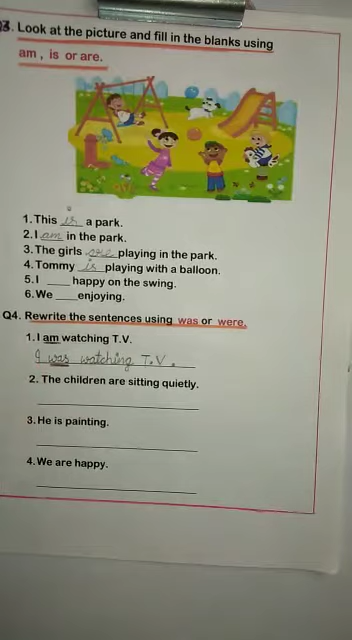 Q3. Look at the picture and fill in the blanks using
am, is or are.
1. This is a park.
2. I am in the park.
3. The girls are playing in the park.
4. Tommy is playing with a balloon.
5. I ____ happy on the swing.
6. We ____ enjoying.
Q4. Rewrite the sentences using was or were.
1. I am watching T.V.
I was watching T.V.
2. The children are sitting quietly.
3. He is painting.
4. We are happy.